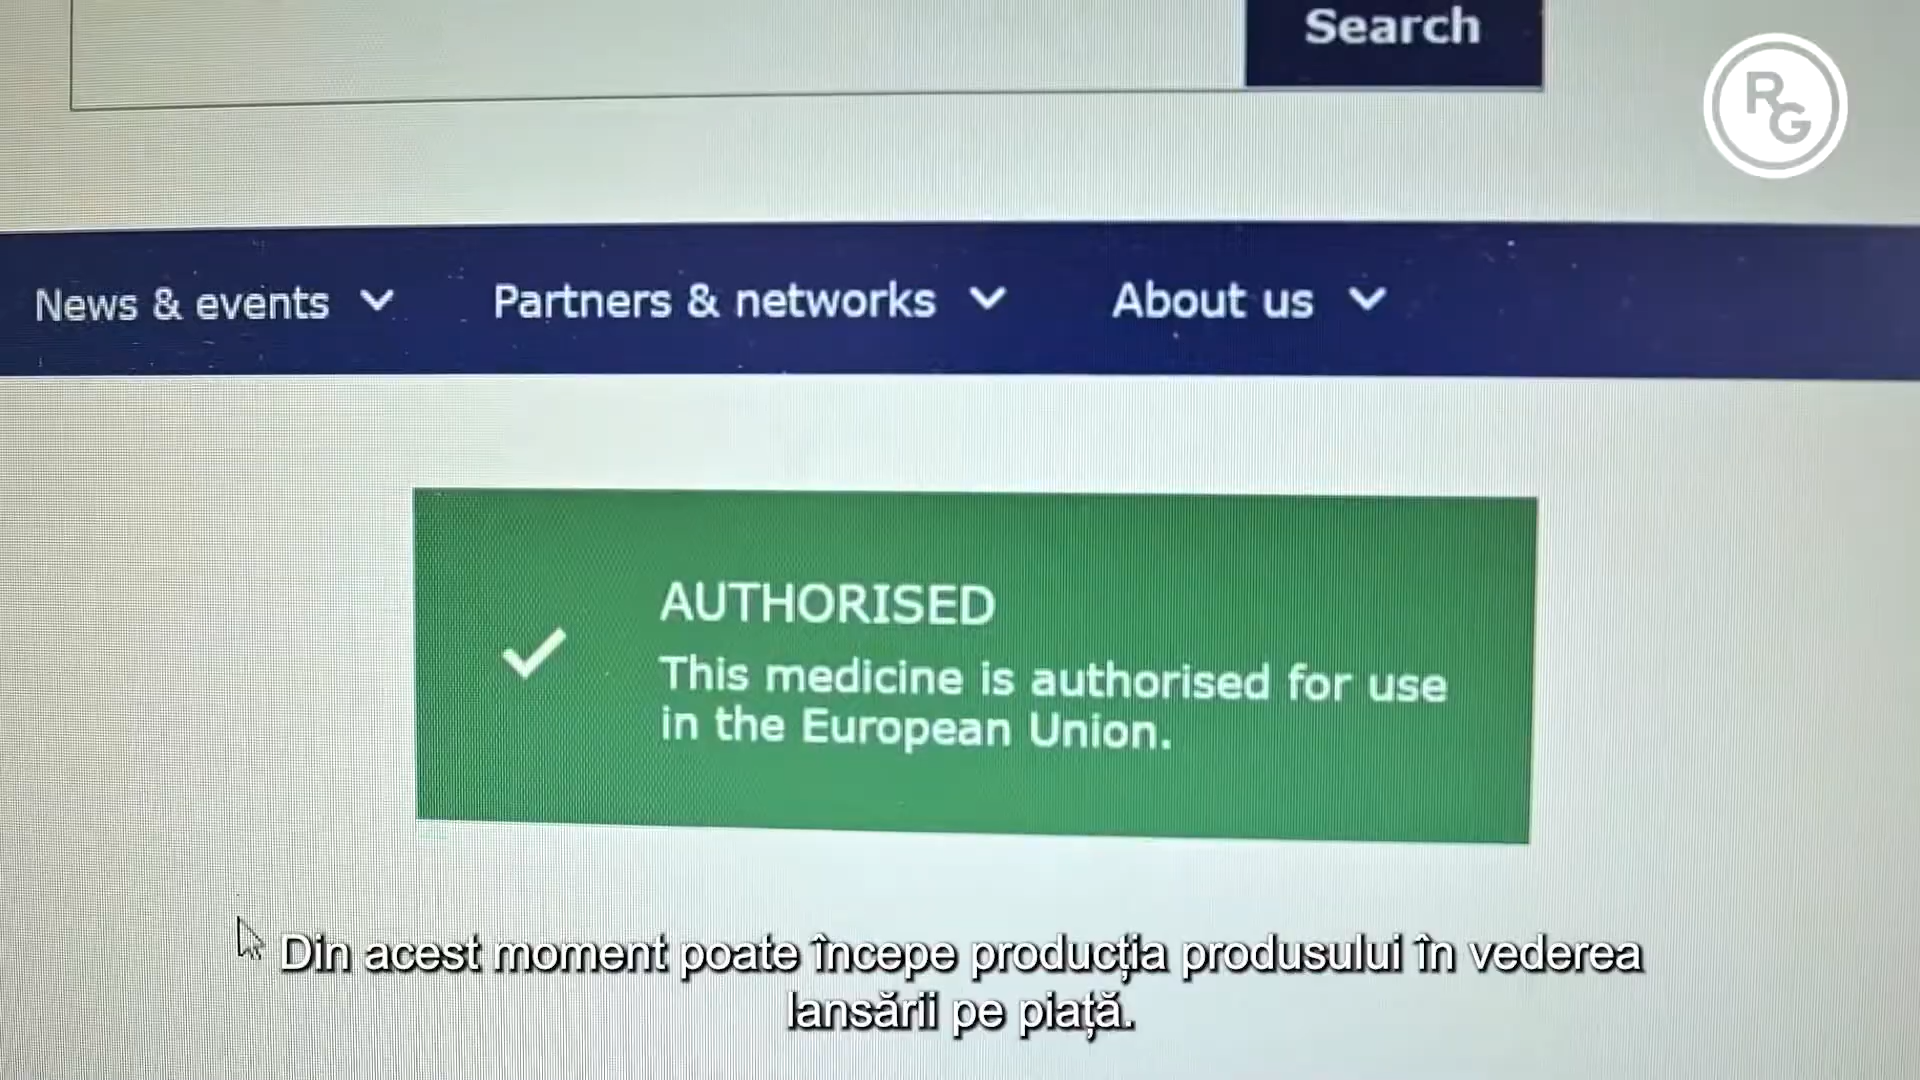 Search
RG
News & events
Partners & networks
About us
AUTHORISED
This medicine is authorised for use
in the European Union.
Din acest moment poate începe producția produsului în vederea
lansării pe piață.